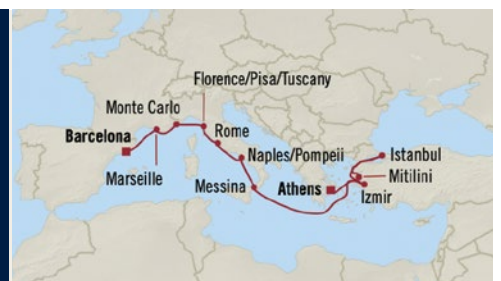 Florence/Pisa/Tuscany
Monte Carlo
Barcelona
Rome
Naples/Pompeii
Istanbul
Marseille
Messina
Athens
Mitilini
Izmir